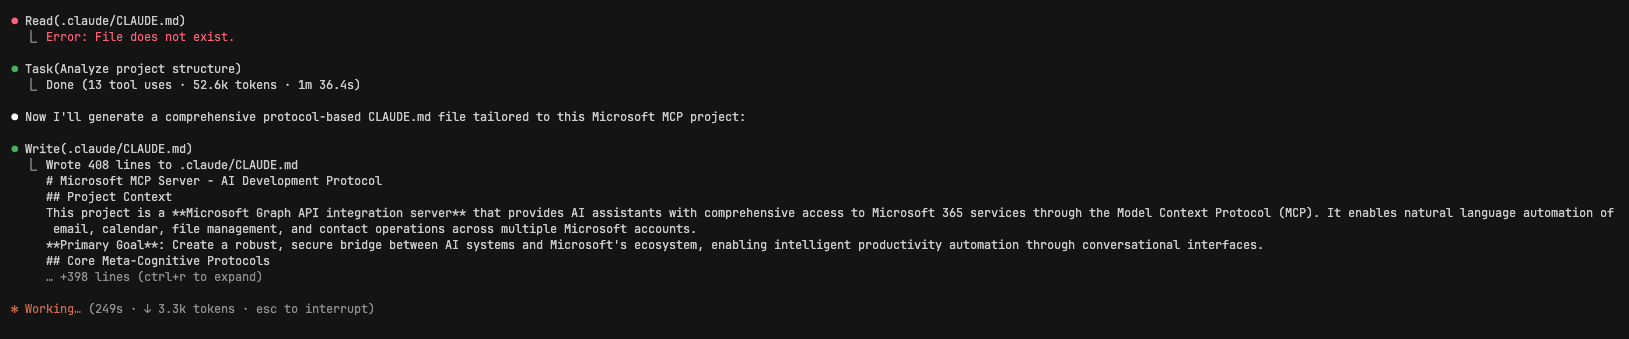 ● Read(.claude/CLAUDE.md)
⎿ Error: File does not exist.
● Task(Analyze project structure)
⎿ Done (13 tool uses · 52.6k tokens · 1m 36.4s)
● Now I'll generate a comprehensive protocol-based CLAUDE.md file tailored to this Microsoft MCP project:
● Write(.claude/CLAUDE.md)
⎿ Wrote 408 lines to .claude/CLAUDE.md
# Microsoft MCP Server - AI Development Protocol
## Project Context
This project is a **Microsoft Graph API integration server** that provides AI assistants with comprehensive access to Microsoft 365 services through the Model Context Protocol (MCP). It enables natural language automation of
email, calendar, file management, and contact operations across multiple Microsoft accounts.
**Primary Goal**: Create a robust, secure bridge between AI systems and Microsoft's ecosystem, enabling intelligent productivity automation through conversational interfaces.
## Core Meta-Cognitive Protocols
… +398 lines (ctrl+r to expand)
✻ Working… (249s · ↓ 3.3k tokens · esc to interrupt)